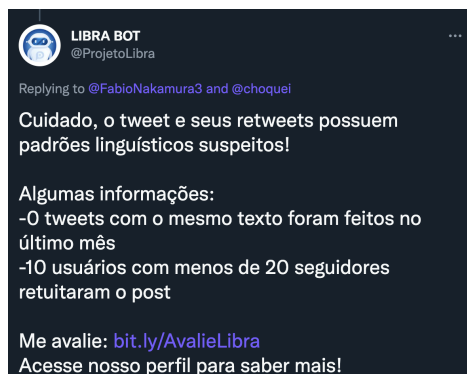 LIBRA BOT
@ProjetoLibra
Replying to @FabioNakamura3 and @choquei
Cuidado, o tweet e seus retweets possuem
padrões linguísticos suspeitos!
Algumas informações:
-0 tweets com o mesmo texto foram feitos no
último mês
-10 usuários com menos de 20 seguidores
retuitaram o post
Me avalie: bit.ly/AvalieLibra
Acesse nosso perfil para saber mais!